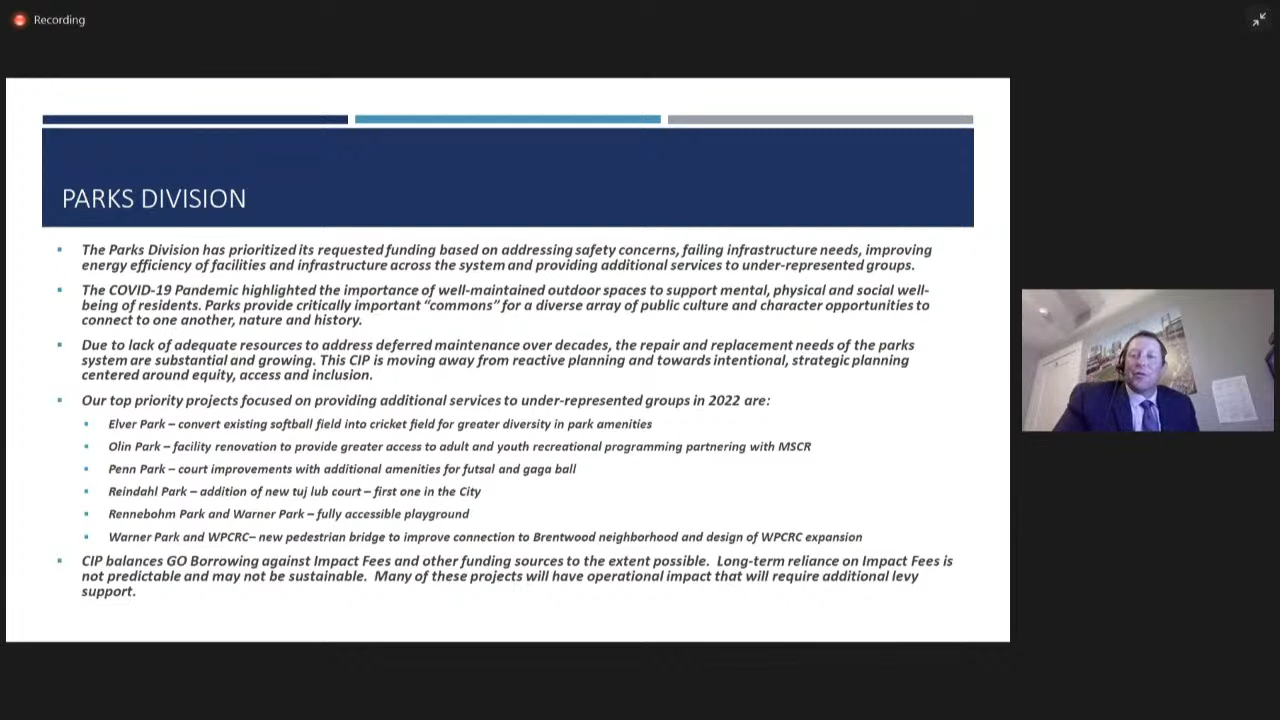 Recording
PARKS DIVISION
The Parks Division has prioritized its requested funding based on addressing safety concerns, failing infrastructure needs, improving
energy efficiency of facilities and infrastructure across the system and providing additional services to under-represented groups.
The COVID-19 Pandemic highlighted the importance of well-maintained outdoor spaces to support mental, physical and social well-
being of residents. Parks provide critically important “commons” for a diverse array of public culture and character opportunities to
connect to one another, nature and history.
Due to lack of adequate resources to address deferred maintenance over decades, the repair and replacement needs of the parks
system are substantial and growing. This CIP is moving away from reactive planning and towards intentional, strategic planning
centered around equity, access and inclusion.
Our top priority projects focused on providing additional services to under-represented groups in 2022 are:
Elver Park – convert existing softball field into cricket field for greater diversity in park amenities
Olin Park – facility renovation to provide greater access to adult and youth recreational programming partnering with MSCR
Penn Park – court improvements with additional amenities for futsal and gaga ball
Reindahl Park – addition of new tuj lub court – first one in the City
Rennebohm Park and Warner Park – fully accessible playground
Warner Park and WPCRC– new pedestrian bridge to improve connection to Brentwood neighborhood and design of WPCRC expansion
CIP balances GO Borrowing against Impact Fees and other funding sources to the extent possible.  Long-term reliance on Impact Fees is
not predictable and may not be sustainable.  Many of these projects will have operational impact that will require additional levy
support.